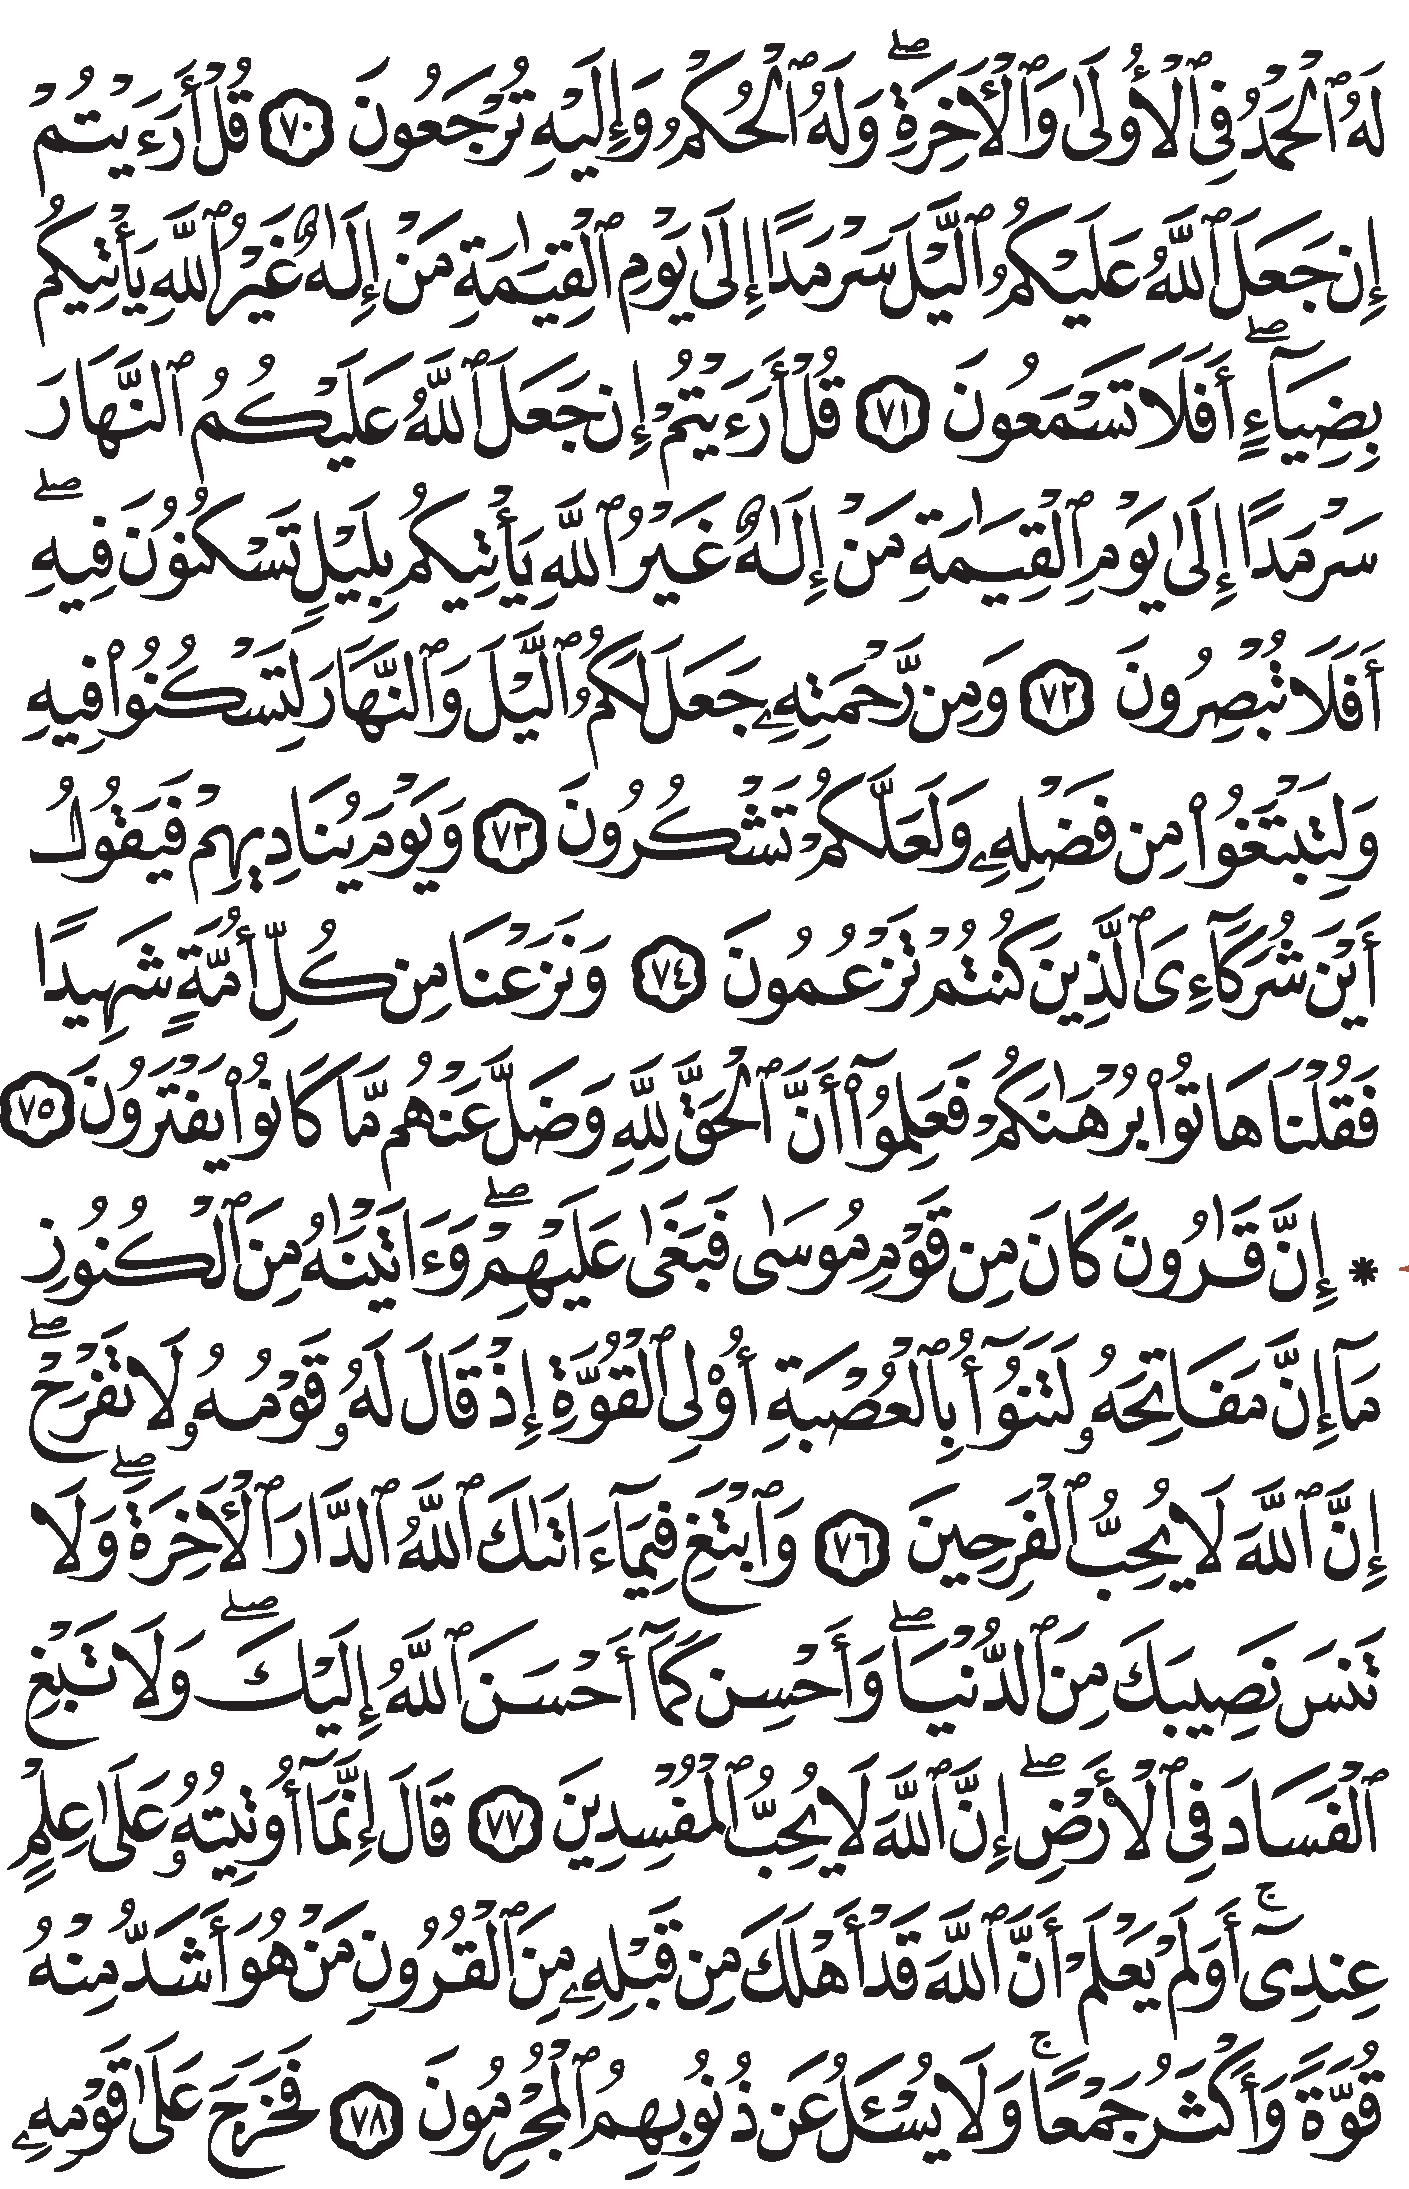 لَهُ ٱلْحَمْدُ فِى ٱلْأُولَىٰ وَٱلْءَاخِرَةِ ۖ وَلَهُ ٱلْحُكْمُ وَإِلَيْهِ تُرْجَعُونَ ٧٠ قُلْ أَرَءَيْتُمْ
إِن جَعَلَ ٱللَّهُ عَلَيْكُمُ ٱلَّيْلَ سَرْمَدًا إِلَىٰ يَوْمِ ٱلْقِيَٰمَةِ مَنْ إِلَٰهٌ غَيْرُ ٱللَّهِ يَأْتِيكُم
بِضِيَآءٍ ۖ أَفَلَا تَسْمَعُونَ ٧١ قُلْ أَرَءَيْتُمْ إِن جَعَلَ ٱللَّهُ عَلَيْكُمُ ٱلنَّهَارَ
سَرْمَدًا إِلَىٰ يَوْمِ ٱلْقِيَٰمَةِ مَنْ إِلَٰهٌ غَيْرُ ٱللَّهِ يَأْتِيكُم بِلَيْلٍ تَسْكُنُونَ فِيهِ ۖ
أَفَلَا تُبْصِرُونَ ٧٢ وَمِن رَّحْمَتِهِۦ جَعَلَ لَكُمُ ٱلَّيْلَ وَٱلنَّهَارَ لِتَسْكُنُوا۟ فِيهِ
وَلِتَبْتَغُوا۟ مِن فَضْلِهِۦ وَلَعَلَّكُمْ تَشْكُرُونَ ٧٣ وَيَوْمَ يُنَادِيهِمْ فَيَقُولُ
أَيْنَ شُرَكَآءِىَ ٱلَّذِينَ كُنتُمْ تَزْعُمُونَ ٧٤ وَنَزَعْنَا مِن كُلِّ أُمَّةٍ شَهِيدًا
فَقُلْنَا هَاتُوا۟ بُرْهَٰنَكُمْ فَعَلِمُوٓا۟ أَنَّ ٱلْحَقَّ لِلَّهِ وَضَلَّ عَنْهُم مَّا كَانُوا۟ يَفْتَرُونَ ٧٥
* إِنَّ قَٰرُونَ كَانَ مِن قَوْمِ مُوسَىٰ فَبَغَىٰ عَلَيْهِمْ ۖ وَءَاتَيْنَٰهُ مِنَ ٱلْكُنُوزِ
مَآ إِنَّ مَفَاتِحَهُۥ لَتَنُوٓأُ بِٱلْعُصْبَةِ أُو۟لِى ٱلْقُوَّةِ إِذْ قَالَ لَهُۥ قَوْمُهُۥ لَا تَفْرَحْ ۖ
إِنَّ ٱللَّهَ لَا يُحِبُّ ٱلْفَرِحِينَ ٧٦ وَٱبْتَغِ فِيمَآ ءَاتَىٰكَ ٱللَّهُ ٱلدَّارَ ٱلْءَاخِرَةَ ۖ وَلَا
تَنسَ نَصِيبَكَ مِنَ ٱلدُّنْيَا ۖ وَأَحْسِن كَمَآ أَحْسَنَ ٱللَّهُ إِلَيْكَ ۖ وَلَا تَبْغِ
ٱلْفَسَادَ فِى ٱلْأَرْضِ ۖ إِنَّ ٱللَّهَ لَا يُحِبُّ ٱلْمُفْسِدِينَ ٧٧ قَالَ إِنَّمَآ أُوتِيتُهُۥ عَلَىٰ عِلْمٍ
عِندِىٓ ۚ أَوَلَمْ يَعْلَمْ أَنَّ ٱللَّهَ قَدْ أَهْلَكَ مِن قَبْلِهِۦ مِنَ ٱلْقُرُونِ مَنْ هُوَ أَشَدُّ مِنْهُ
قُوَّةً وَأَكْثَرُ جَمْعًا ۚ وَلَا يُسْـَٔلُ عَن ذُنُوبِهِمُ ٱلْمُجْرِمُونَ ٧٨ فَخَرَجَ عَلَىٰ قَوْمِهِۦ